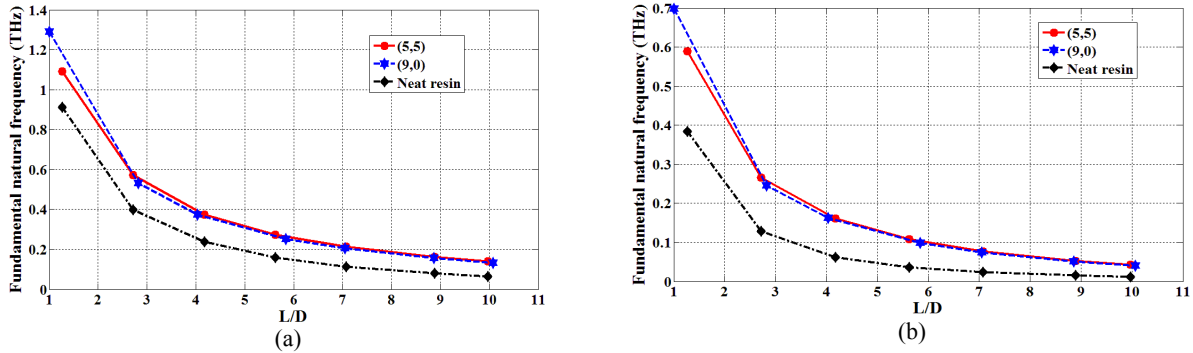 Fundamental natural frequency (THz)
1.4
1.2
1
0.8
0.6
0.4
0.2
0
(5,5)
(9,0)
Neat resin
1 2 3 4 5 6 7 8 9 10 11
L/D
(a)
Fundamental natural frequency (THz)
0.7
0.6
0.5
0.4
0.3
0.2
0.1
0
(5,5)
(9,0)
Neat resin
1 2 3 4 5 6 7 8 9 10 11
L/D
(b)